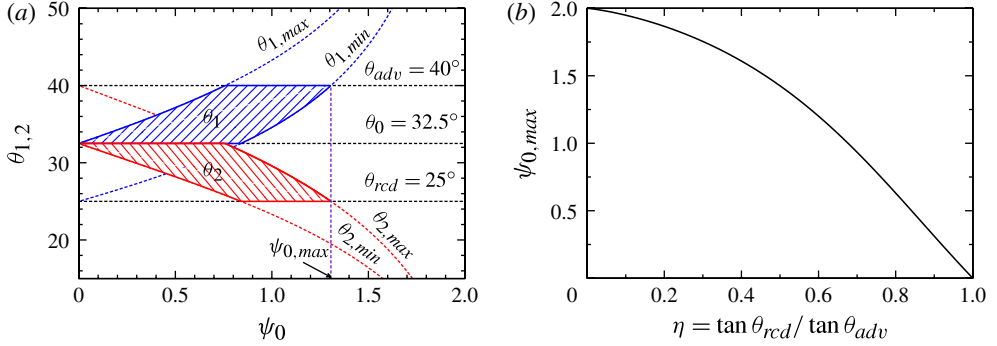 (a)
50
40
30
20
θ1,2
θ1,max
θ1,min
θadv = 40°
θ1
θ0 = 32.5°
θ2
θrcd = 25°
θ2,max
θ2,min
ψ0,max
0
0.5
1.0
1.5
2.0
ψ0
(b)
2.0
1.5
1.0
0.5
ψ0,max
0
0.2
0.4
0.6
0.8
1.0
η = tan θrcd / tan θadv